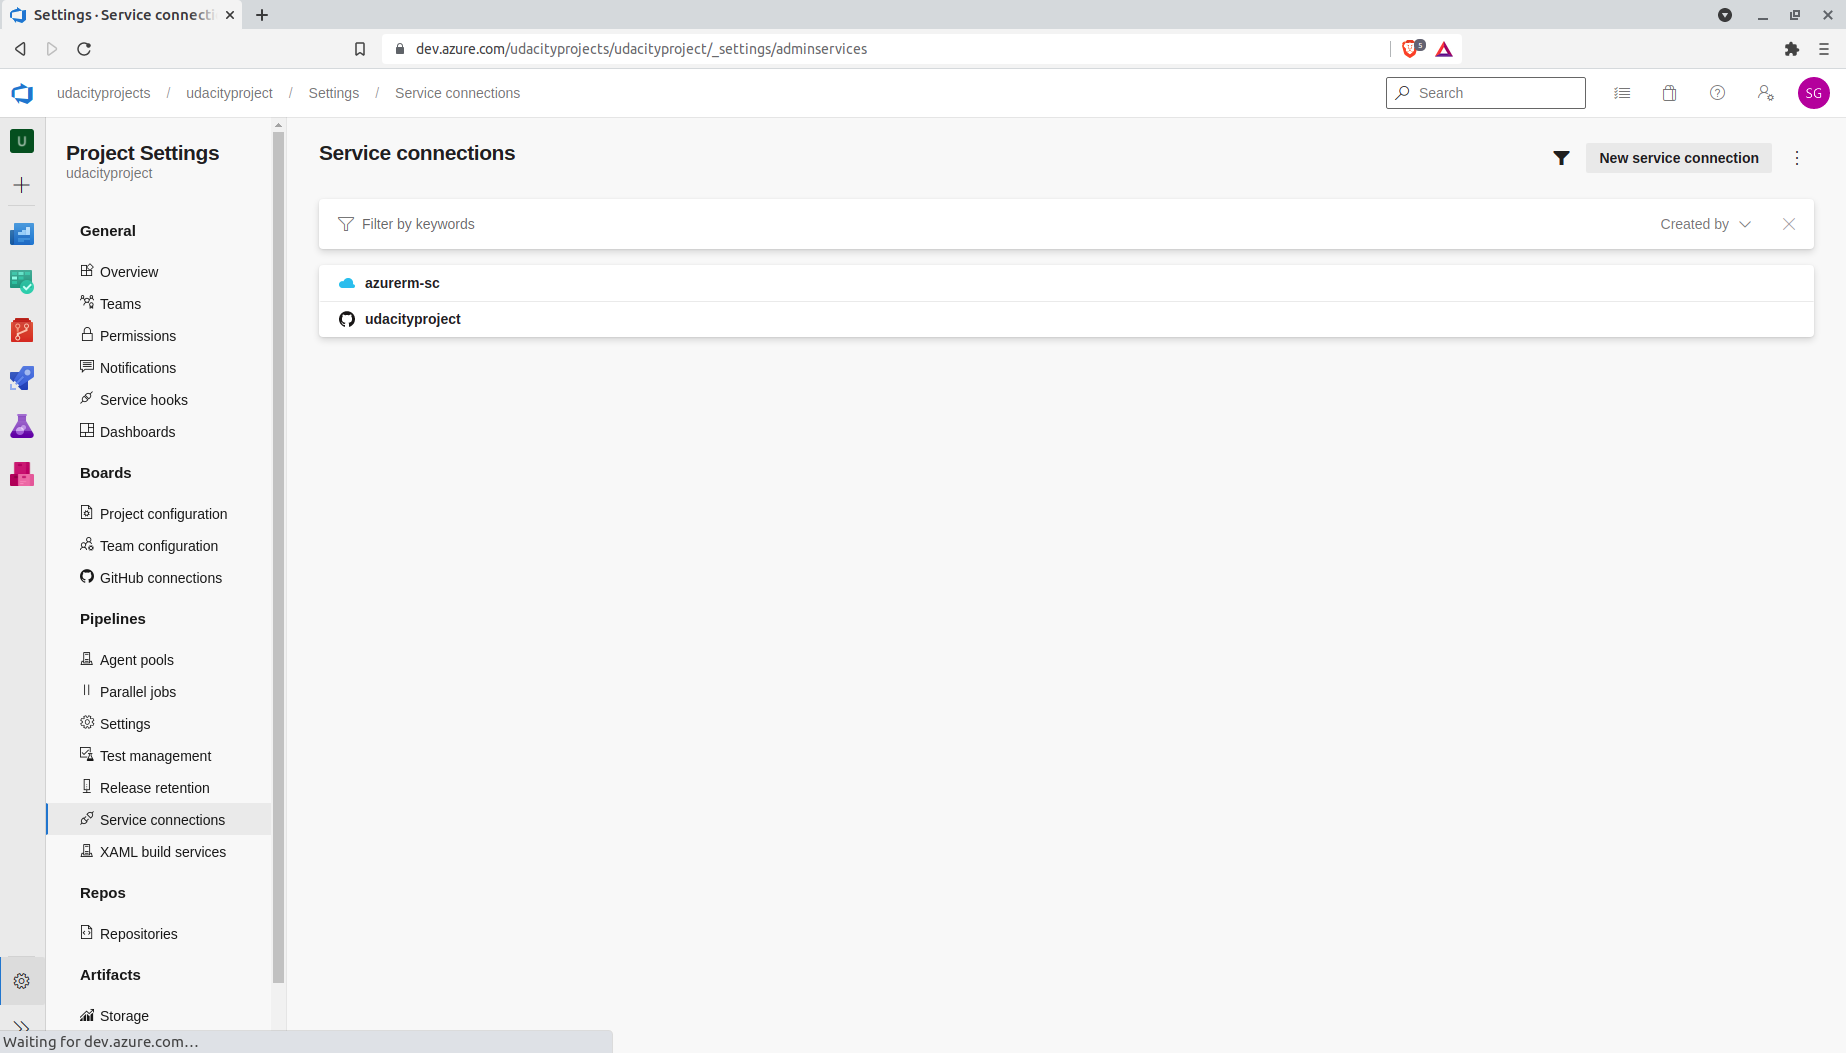 Settings · Service connecti
dev.azure.com/udacityprojects/udacityproject/_settings/adminservices
5
udacityprojects / udacityproject / Settings / Service connections
Search
SG
U
Project Settings
udacityproject
General
Overview
Teams
Permissions
Notifications
Service hooks
Dashboards
Boards
Project configuration
Team configuration
GitHub connections
Pipelines
Agent pools
Parallel jobs
Settings
Test management
Release retention
Service connections
XAML build services
Repos
Repositories
Artifacts
Storage
Service connections
New service connection
Filter by keywords
Created by
azurerm-sc
udacityproject
Waiting for dev.azure.com...